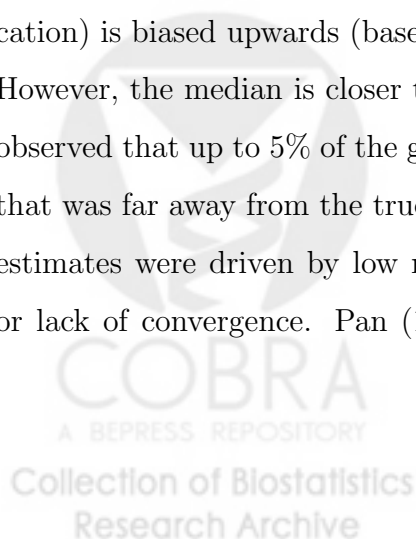 cation) is biased upwards (base
However, the median is closer t
observed that up to 5% of the g
that was far away from the tru
estimates were driven by low r
or lack of convergence. Pan (
COBRA
A BEPRESS REPOSITORY
Collection of Biostatistics
Research Archive